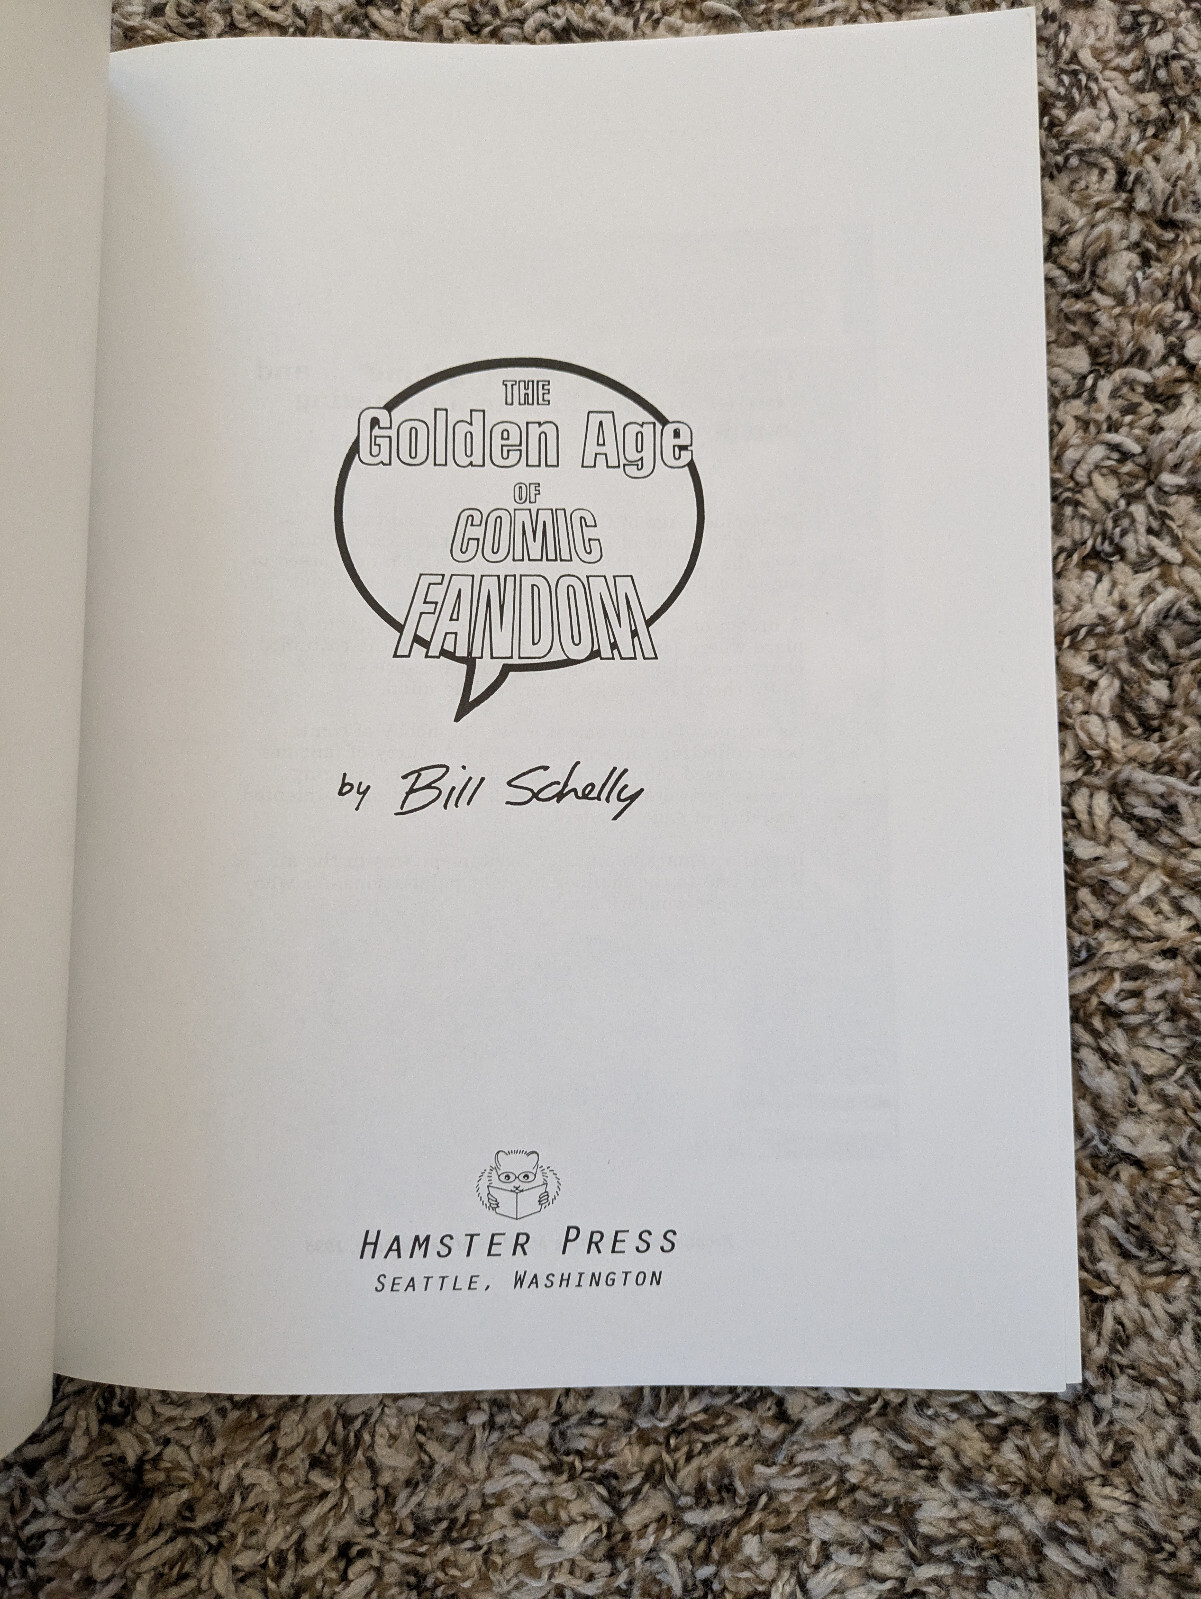 THE
Golden Age
OF
COMIC
FANDOM
by Bill Schelly
HAMSTER PRESS
SEATTLE, WASHINGTON